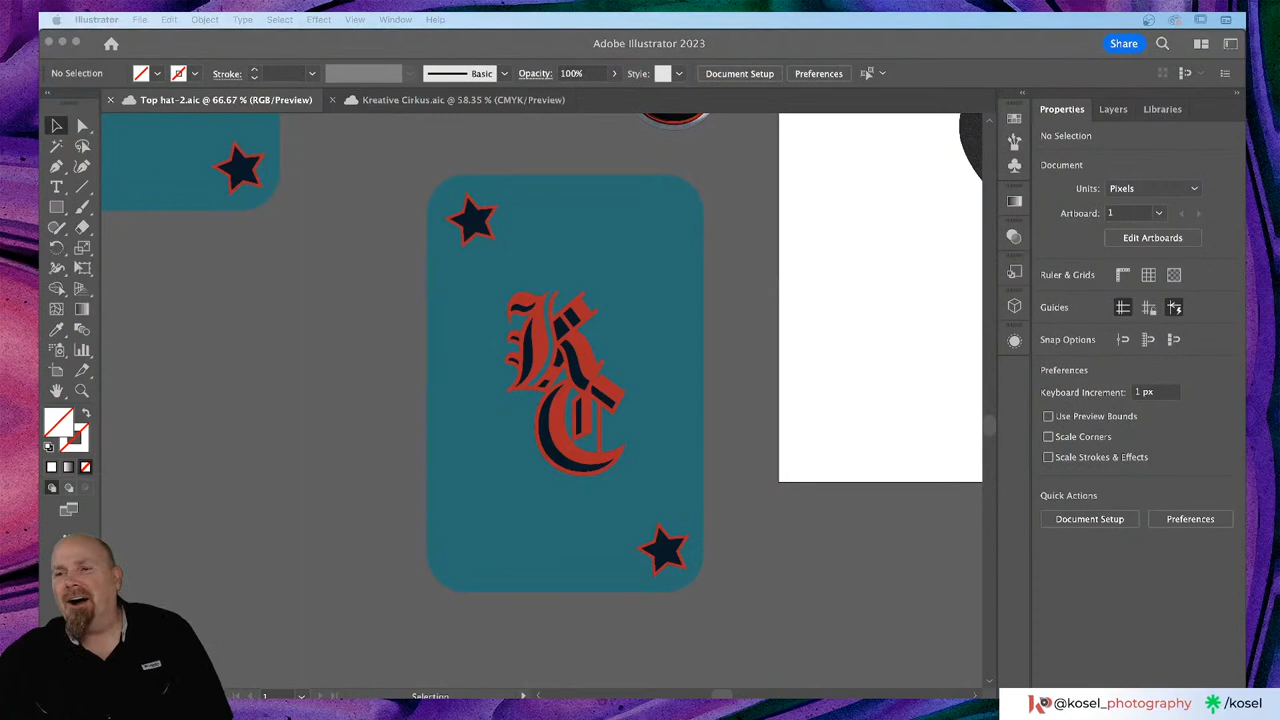 Illustrator File Edit Object Type Select Effect View Window Help
Adobe Illustrator 2023
Share
No Selection
Stroke:
Basic
Opacity: 100%
Style:
Document Setup
Preferences
Top hat-2.aic @ 66.67 % (RGB/Preview)
Kreative Cirkus.aic @ 58.35 % (CMYK/Preview)
Properties Layers Libraries
No Selection
Document
Units: Pixels
Artboard: 1
Edit Artboards
Ruler & Grids
Guides
Snap Options
Preferences
Keyboard Increment: 1 px
Use Preview Bounds
Scale Corners
Scale Strokes & Effects
Quick Actions
Document Setup Preferences
K
C
1
Selection
@kosel_photography /kosel